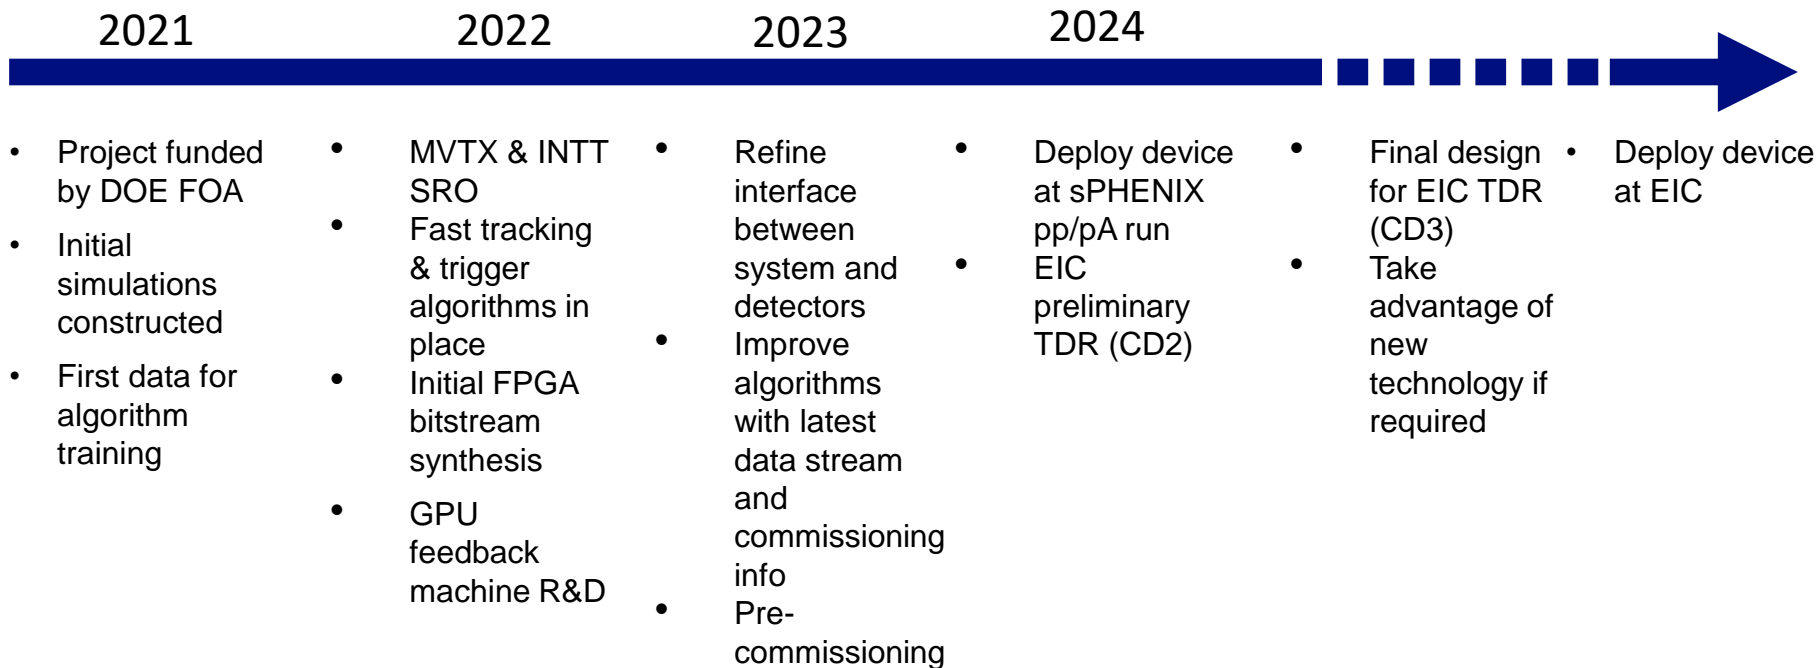 2021
2022
2023
2024
• Project funded
by DOE FOA
• Initial
simulations
constructed
• First data for
algorithm
training
• MVTX & INTT
SRO
• Fast tracking
& trigger
algorithms in
place
• Initial FPGA
bitstream
synthesis
• GPU
feedback
machine R&D
• Refine
interface
between
system and
detectors
• Improve
algorithms
with latest
data stream
and
commissioning
info
• Pre-
commissioning
• Deploy device
at sPHENIX
pp/pA run
• EIC
preliminary
TDR (CD2)
• Final design
for EIC TDR
(CD3)
• Take
advantage of
new
technology if
required
• Deploy device
at EIC